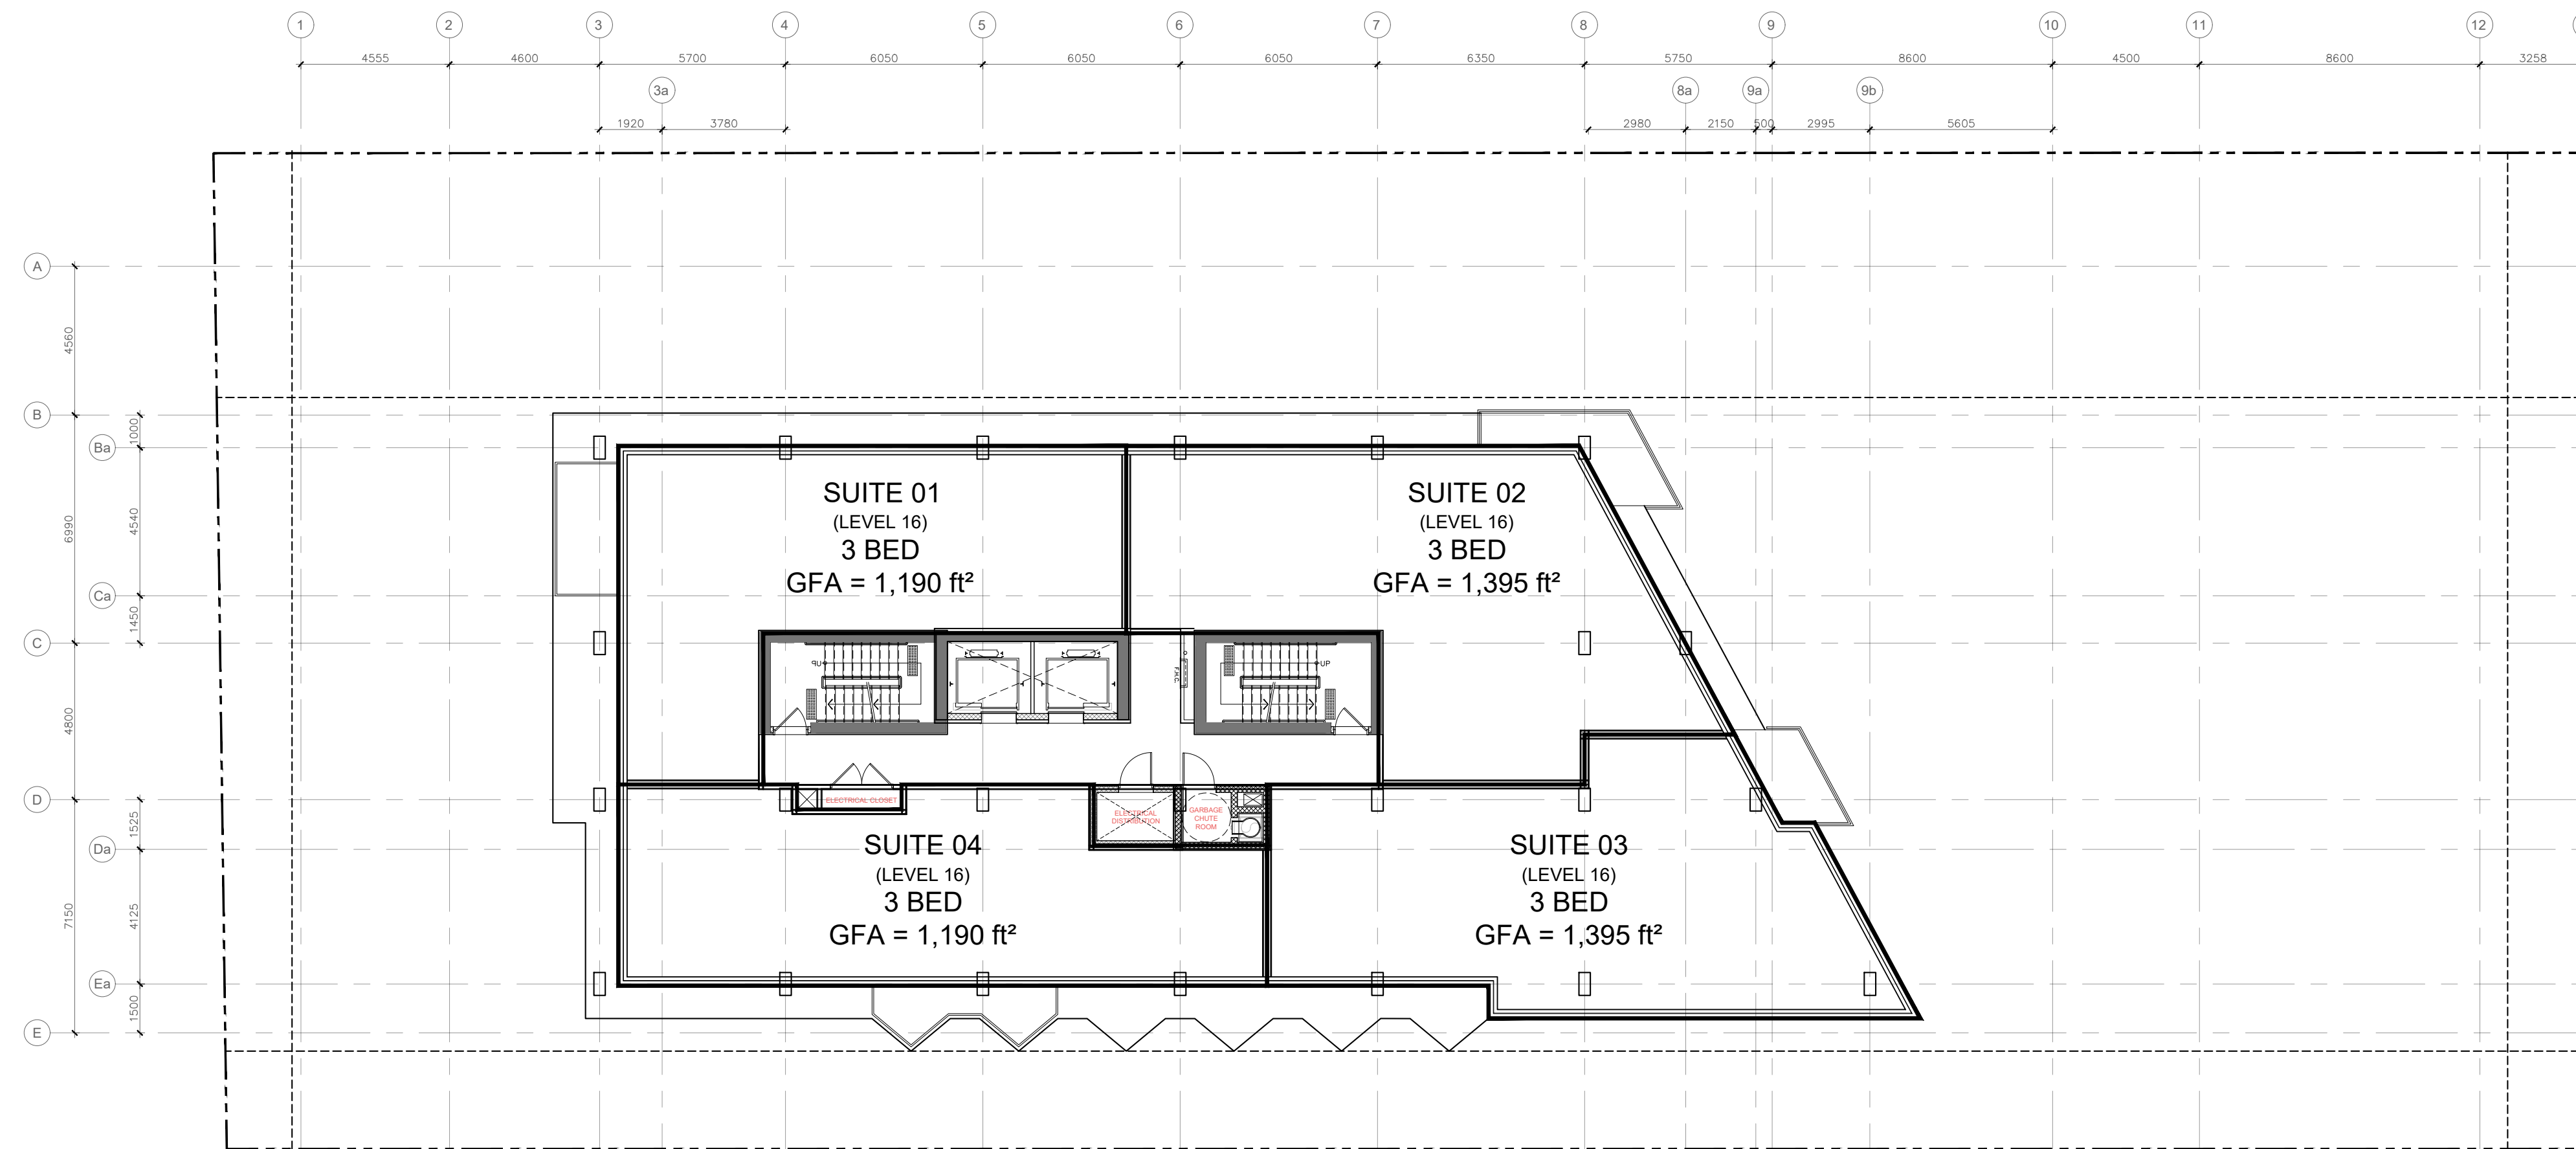 1 2 3 4 5 6 7 8 9 10 11 12
4555 4600 5700 6050 6050 6050 6350 5750 8600 4500 8600 3258
3a 8a 9a 9b
1920 3780 2980 2150 500 2995 5605
A
4560
B
1000
Ba
6990
4540
Ca
1450
C
4800
D
1525
Da
7150
4125
Ea
1500
E
SUITE 01
(LEVEL 16)
3 BED
GFA = 1,190 ft²
SUITE 02
(LEVEL 16)
3 BED
GFA = 1,395 ft²
UP
UP
F.H.C.
ELECTRICAL CLOSET
ELECTRICAL
DISTRIBUTION
GARBAGE
CHUTE
ROOM
SUITE 04
(LEVEL 16)
3 BED
GFA = 1,190 ft²
SUITE 03
(LEVEL 16)
3 BED
GFA = 1,395 ft²